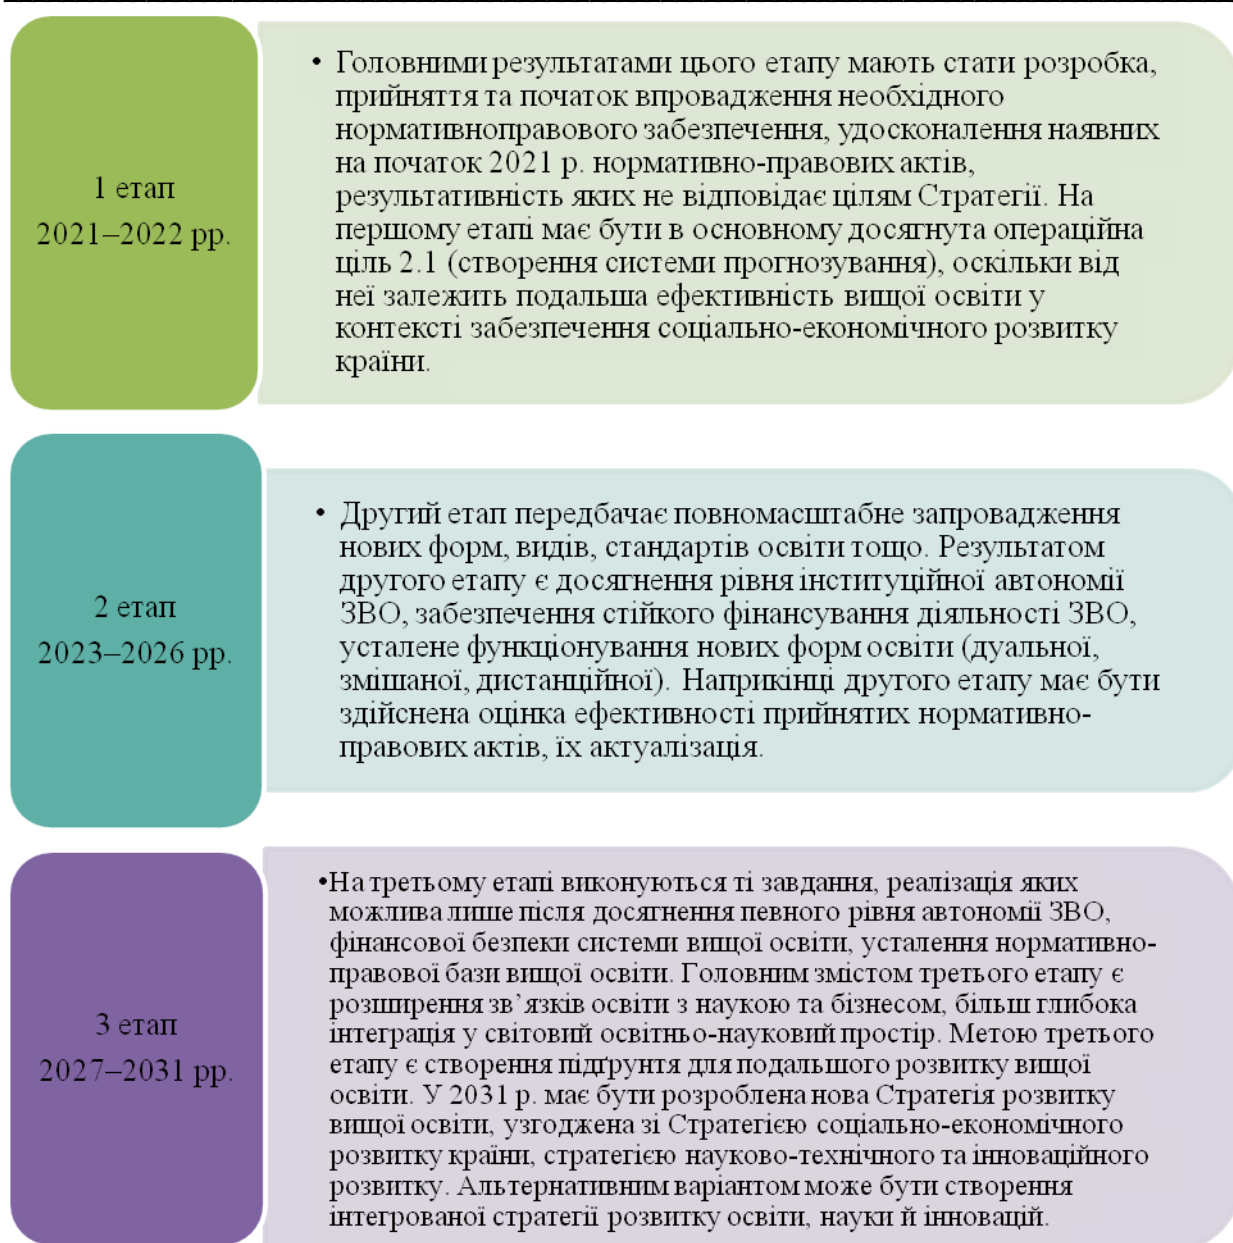 1 етап
2021–2022 рр.
• Головними результатами цього етапу мають стати розробка,
прийняття та початок впровадження необхідного
нормативноправового забезпечення, удосконалення наявних
на початок 2021 р. нормативно-правових актів,
результативність яких не відповідає цілям Стратегії. На
першому етапі має бути в основному досягнута операційна
ціль 2.1 (створення системи прогнозування), оскільки від
неї залежить подальша ефективність вищої освіти у
контексті забезпечення соціально-економічного розвитку
країни.
2 етап
2023–2026 рр.
• Другий етап передбачає повномасштабне запровадження
нових форм, видів, стандартів освіти тощо. Результатом
другого етапу є досягнення рівня інституційної автономії
ЗВО, забезпечення стійкого фінансування діяльності ЗВО,
усталене функціонування нових форм освіти (дуальної,
змішаної, дистанційної). Наприкінці другого етапу має бути
здійснена оцінка ефективності прийнятих нормативно-
правових актів, їх актуалізація.
3 етап
2027–2031 рр.
•На третьому етапі виконуються ті завдання, реалізація яких
можлива лише після досягнення певного рівня автономії ЗВО,
фінансової безпеки системи вищої освіти, усталення нормативно-
правової бази вищої освіти. Головним змістом третього етапу є
розширення зв’язків освіти з наукою та бізнесом, більш глибока
інтеграція у світовий освітньо-науковий простір. Метою третього
етапу є створення підґрунтя для подальшого розвитку вищої
освіти. У 2031 р. має бути розроблена нова Стратегія розвитку
вищої освіти, узгоджена зі Стратегією соціально-економічного
розвитку країни, стратегією науково-технічного та інноваційного
розвитку. Альтернативним варіантом може бути створення
інтегрованої стратегії розвитку освіти, науки й інновацій.